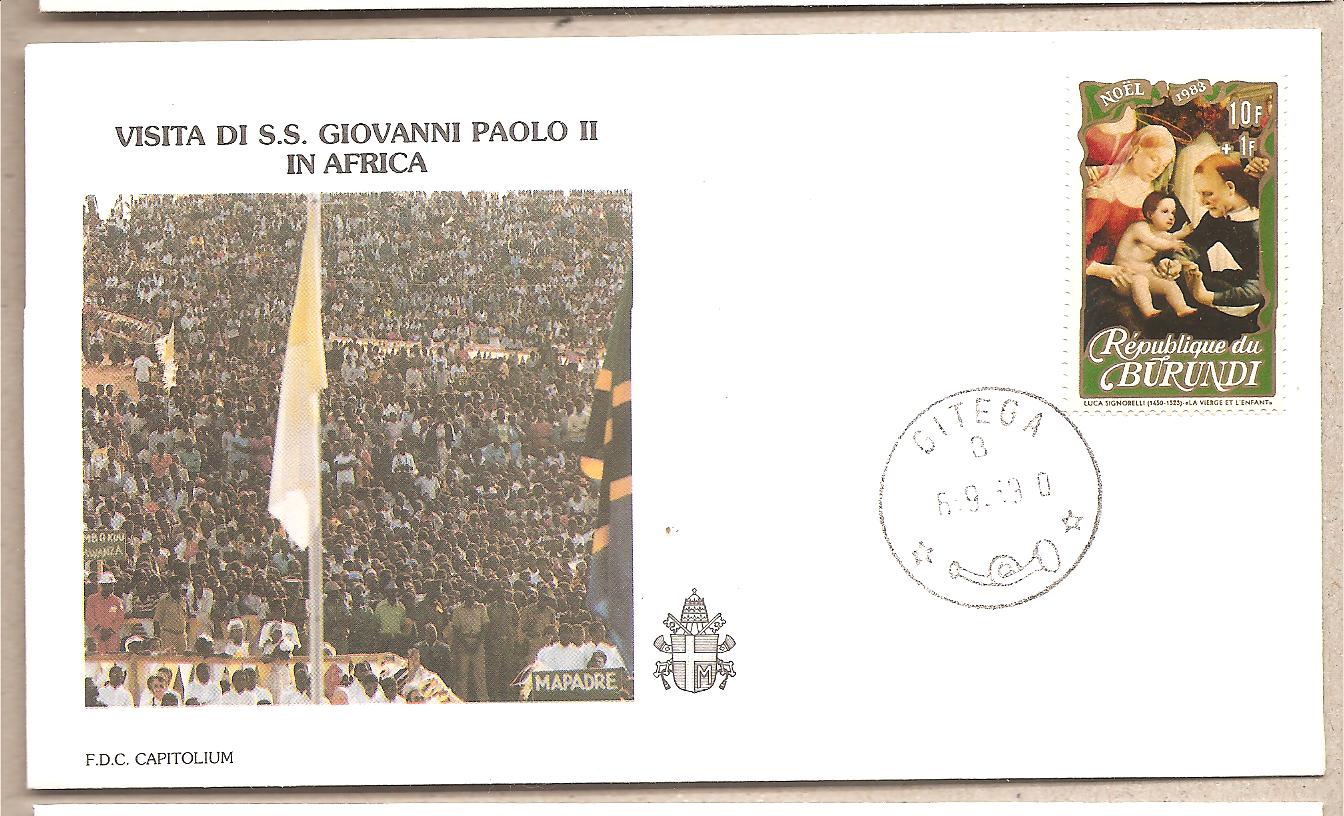 VISITA DI S.S. GIOVANNI PAOLO II
IN AFRICA
NOËL 1983
10F
+ 1F
République du
BURUNDI
LUCA SIGNORELLI (1450-1523)-«LA VIERGE ET L'ENFANT»
GITEGA
M
MAPADRE
F.D.C. CAPITOLIUM